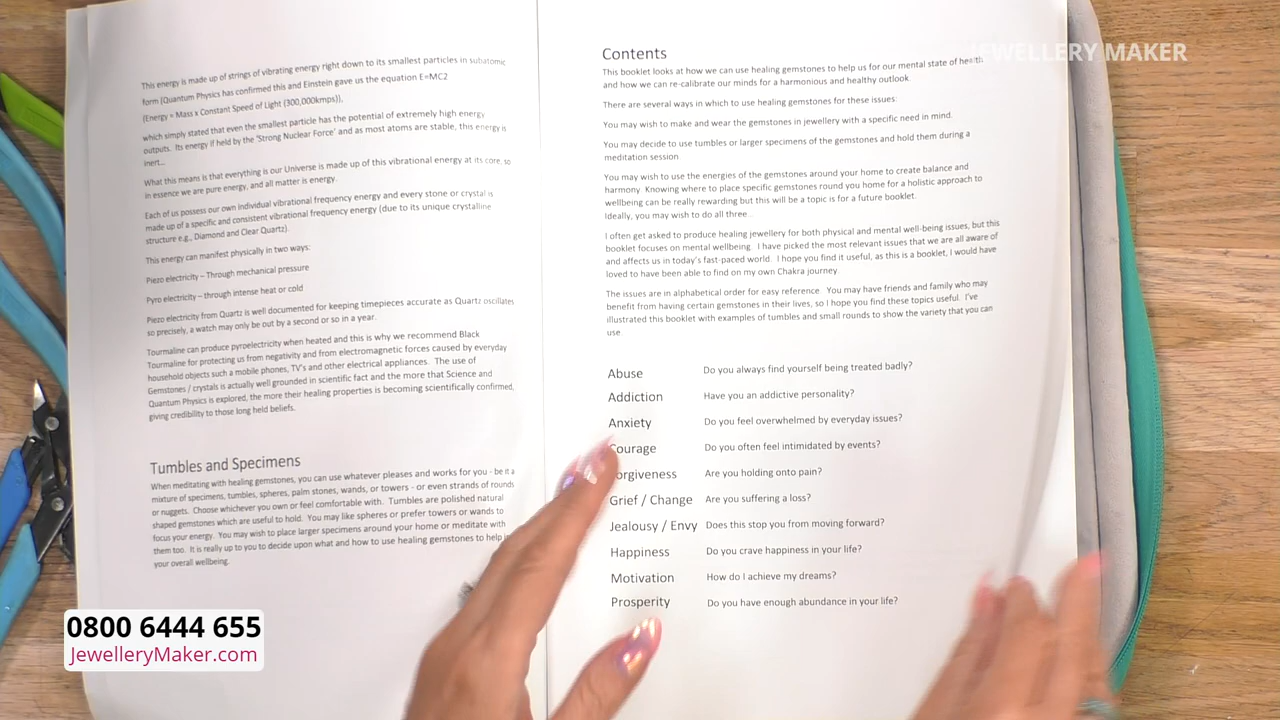 This energy is made up of strings of vibrating energy right down to its smallest particles in subatomic
form (Quantum Physics has confirmed this and Einstein gave us the equation E=MC2
(Energy = Mass x Constant Speed of Light (300,000kmps)),
which simply stated that even the smallest particle has the potential of extremely high energy
outputs. Its energy if held by the 'Strong Nuclear Force' and as most atoms are stable, this energy is
inert...
What this means is that everything is our Universe is made up of this vibrational energy at its core, so
in essence we are pure energy, and all matter is energy.
Each of us possess our own individual vibrational frequency energy and every stone or crystal is
made up of a specific and consistent vibrational frequency energy (due to its unique crystalline
structure e.g., Diamond and Clear Quartz).
This energy can manifest physically in two ways:
Piezo electricity – Through mechanical pressure
Pyro electricity – through intense heat or cold
Piezo electricity from Quartz is well documented for keeping timepieces accurate as Quartz oscillates
so precisely, a watch may only be out by a second or so in a year.
Tourmaline can produce pyroelectricity when heated and this is why we recommend Black
Tourmaline for protecting us from negativity and from electromagnetic forces caused by everyday
household objects such a mobile phones, TV's and other electrical appliances. The use of
Gemstones / crystals is actually well grounded in scientific fact and the more that Science and
Quantum Physics is explored, the more their healing properties is becoming scientifically confirmed,
giving credibility to those long held beliefs.
Tumbles and Specimens
When meditating with healing gemstones, you can use whatever pleases and works for you - be it a
mixture of specimens, tumbles, spheres, palm stones, wands, or towers - or even strands of rounds
or nuggets. Choose whichever you own or feel comfortable with. Tumbles are polished natural
shaped gemstones which are useful to hold. You may like spheres or prefer towers or wands to
focus your energy. You may wish to place larger specimens around your home or meditate with
them too. It is really up to you to decide upon what and how to use healing gemstones to help in
your overall wellbeing.
Contents
This booklet looks at how we can use healing gemstones to help us for our mental state of health
and how we can re-calibrate our minds for a harmonious and healthy outlook.
There are several ways in which to use healing gemstones for these issues:
You may wish to make and wear the gemstones in jewellery with a specific need in mind.
You may decide to use tumbles or larger specimens of the gemstones and hold them during a
meditation session.
You may wish to use the energies of the gemstones around your home to create balance and
harmony. Knowing where to place specific gemstones round you home for a holistic approach to
wellbeing can be really rewarding but this will be a topic is for a future booklet.
Ideally, you may wish to do all three.
I often get asked to produce healing jewellery for both physical and mental well-being issues, but this
booklet focuses on mental wellbeing. I have picked the most relevant issues that we are all aware of
and affects us in today's fast-paced world. I hope you find it useful, as this is a booklet, I would have
loved to have been able to find on my own Chakra journey
The issues are in alphabetical order for easy reference. You may have friends and family who may
benefit from having certain gemstones in their lives, so I hope you find these topics useful. I've
illustrated this booklet with examples of tumbles and small rounds to show the variety that you can
use.
Abuse Do you always find yourself being treated badly?
Addiction Have you an addictive personality?
Anxiety Do you feel overwhelmed by everyday issues?
Courage Do you often feel intimidated by events?
orgiveness Are you holding onto pain?
Grief / Change Are you suffering a loss?
Jealousy / Envy Does this stop you from moving forward?
Happiness Do you crave happiness in your life?
Motivation How do I achieve my dreams?
Prosperity Do you have enough abundance in your life?
JEWELLERY MAKER
0800 6444 655
JewelleryMaker.com